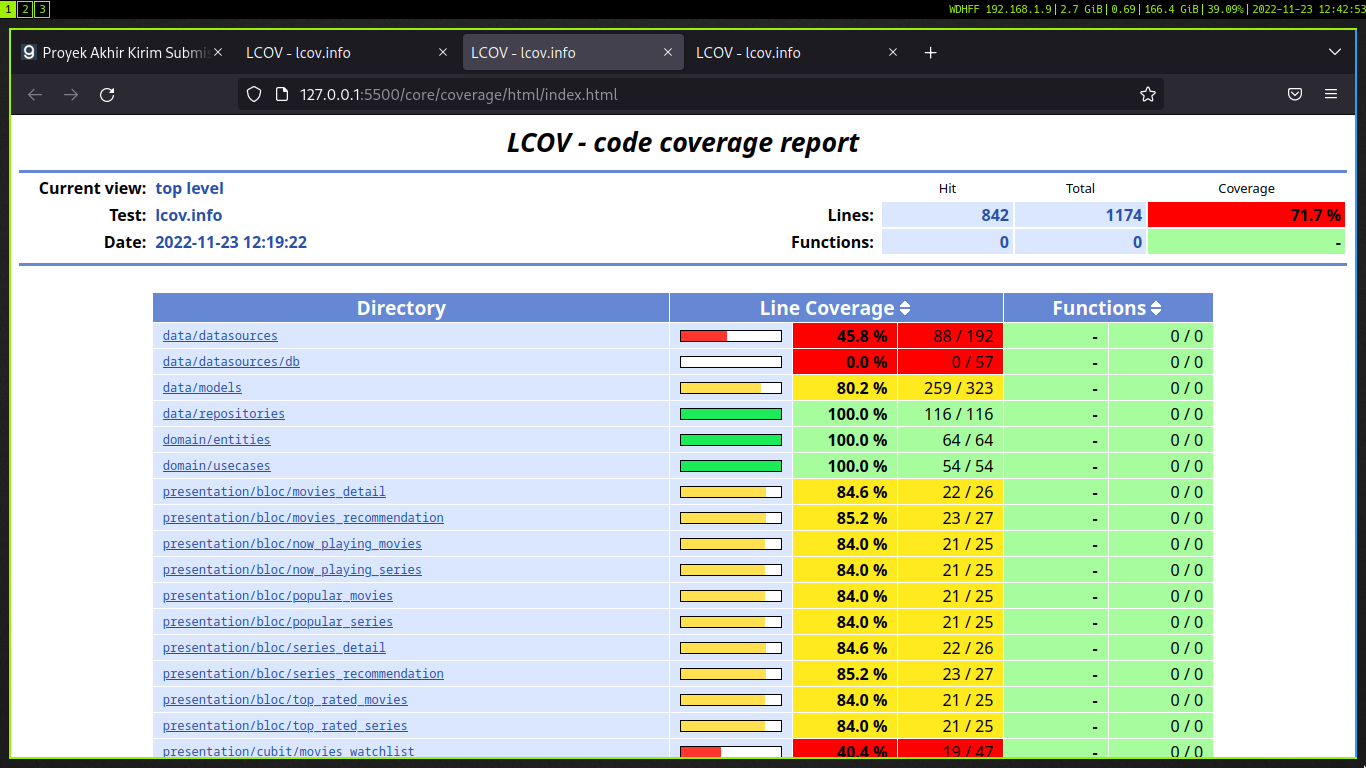 1 2 3 WDHFF 192.168.1.9| 2.7 GiB| 0.69| 166.4 GiB| 39.09%| 2022-11-23 12:42:53
Proyek Akhir Kirim Submis LCOV - lcov.info LCOV - lcov.info LCOV - lcov.info
127.0.0.1:5500/core/coverage/html/index.html
LCOV - code coverage report
Current view: top level Hit Total Coverage
Test: lcov.info Lines: 842 1174 71.7 %
Date: 2022-11-23 12:19:22 Functions: 0 0 -
Directory Line Coverage Functions
data/datasources 45.8 % 88 / 192 - 0 / 0
data/datasources/db 0.0 % 0 / 57 - 0 / 0
data/models 80.2 % 259 / 323 - 0 / 0
data/repositories 100.0 % 116 / 116 - 0 / 0
domain/entities 100.0 % 64 / 64 - 0 / 0
domain/usecases 100.0 % 54 / 54 - 0 / 0
presentation/bloc/movies_detail 84.6 % 22 / 26 - 0 / 0
presentation/bloc/movies_recommendation 85.2 % 23 / 27 - 0 / 0
presentation/bloc/now_playing_movies 84.0 % 21 / 25 - 0 / 0
presentation/bloc/now_playing_series 84.0 % 21 / 25 - 0 / 0
presentation/bloc/popular_movies 84.0 % 21 / 25 - 0 / 0
presentation/bloc/popular_series 84.0 % 21 / 25 - 0 / 0
presentation/bloc/series_detail 84.6 % 22 / 26 - 0 / 0
presentation/bloc/series_recommendation 85.2 % 23 / 27 - 0 / 0
presentation/bloc/top_rated_movies 84.0 % 21 / 25 - 0 / 0
presentation/bloc/top_rated_series 84.0 % 21 / 25 - 0 / 0
presentation/cubit/movies_watchlist 40.4 % 19 / 47 - 0 / 0